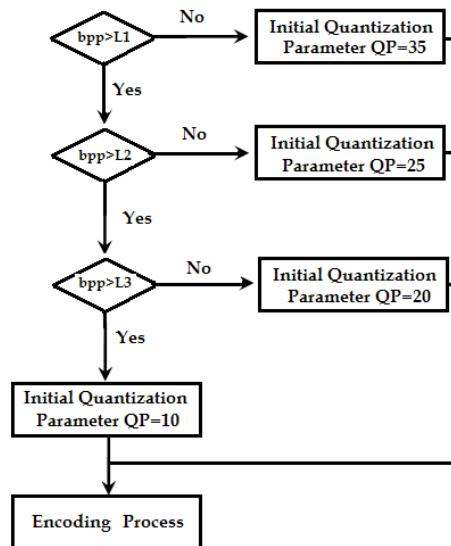 bpp>L1
No
Initial Quantization
Parameter QP=35
Yes
bpp>L2
No
Initial Quantization
Parameter QP=25
Yes
bpp>L3
No
Initial Quantization
Parameter QP=20
Yes
Initial Quantization
Parameter QP=10
Encoding Process